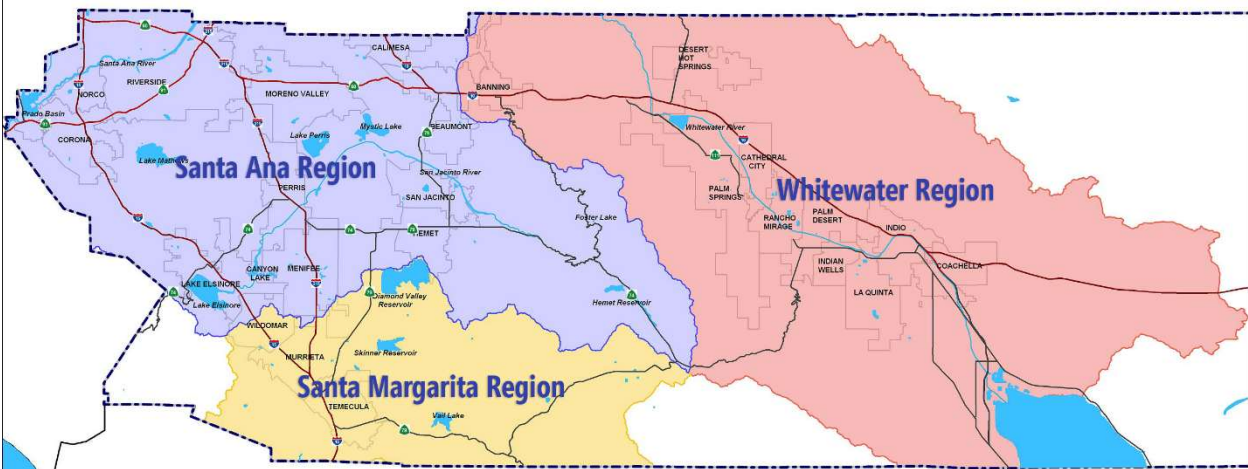 CALIMESA
DESERT
HOT
SPRINGS
Santa Ana River
RIVERSIDE
NORCO
MORENO VALLEY
BANNING
Prado Basin
CORONA
Lake Perris
Mystic Lake
BEAUMONT
Whitewater River
Lake Mathews
Santa Ana Region
CATHEDRAL
CITY
San Jacinto River
PERRIS
SAN JACINTO
PALM
SPRINGS
Whitewater Region
Foster Lake
RANCHO
MIRAGE
PALM
DESERT
INDIO
HEMET
CANYON
LAKE
MENIFEE
INDIAN
WELLS
COACHELLA
LAKE ELSINORE
Lake Elsinore
Diamond Valley
Reservoir
Hemet Reservoir
LA QUINTA
WILDOMAR
MURRIETA
Skinner Reservoir
Santa Margarita Region
TEMECULA
Vail Lake